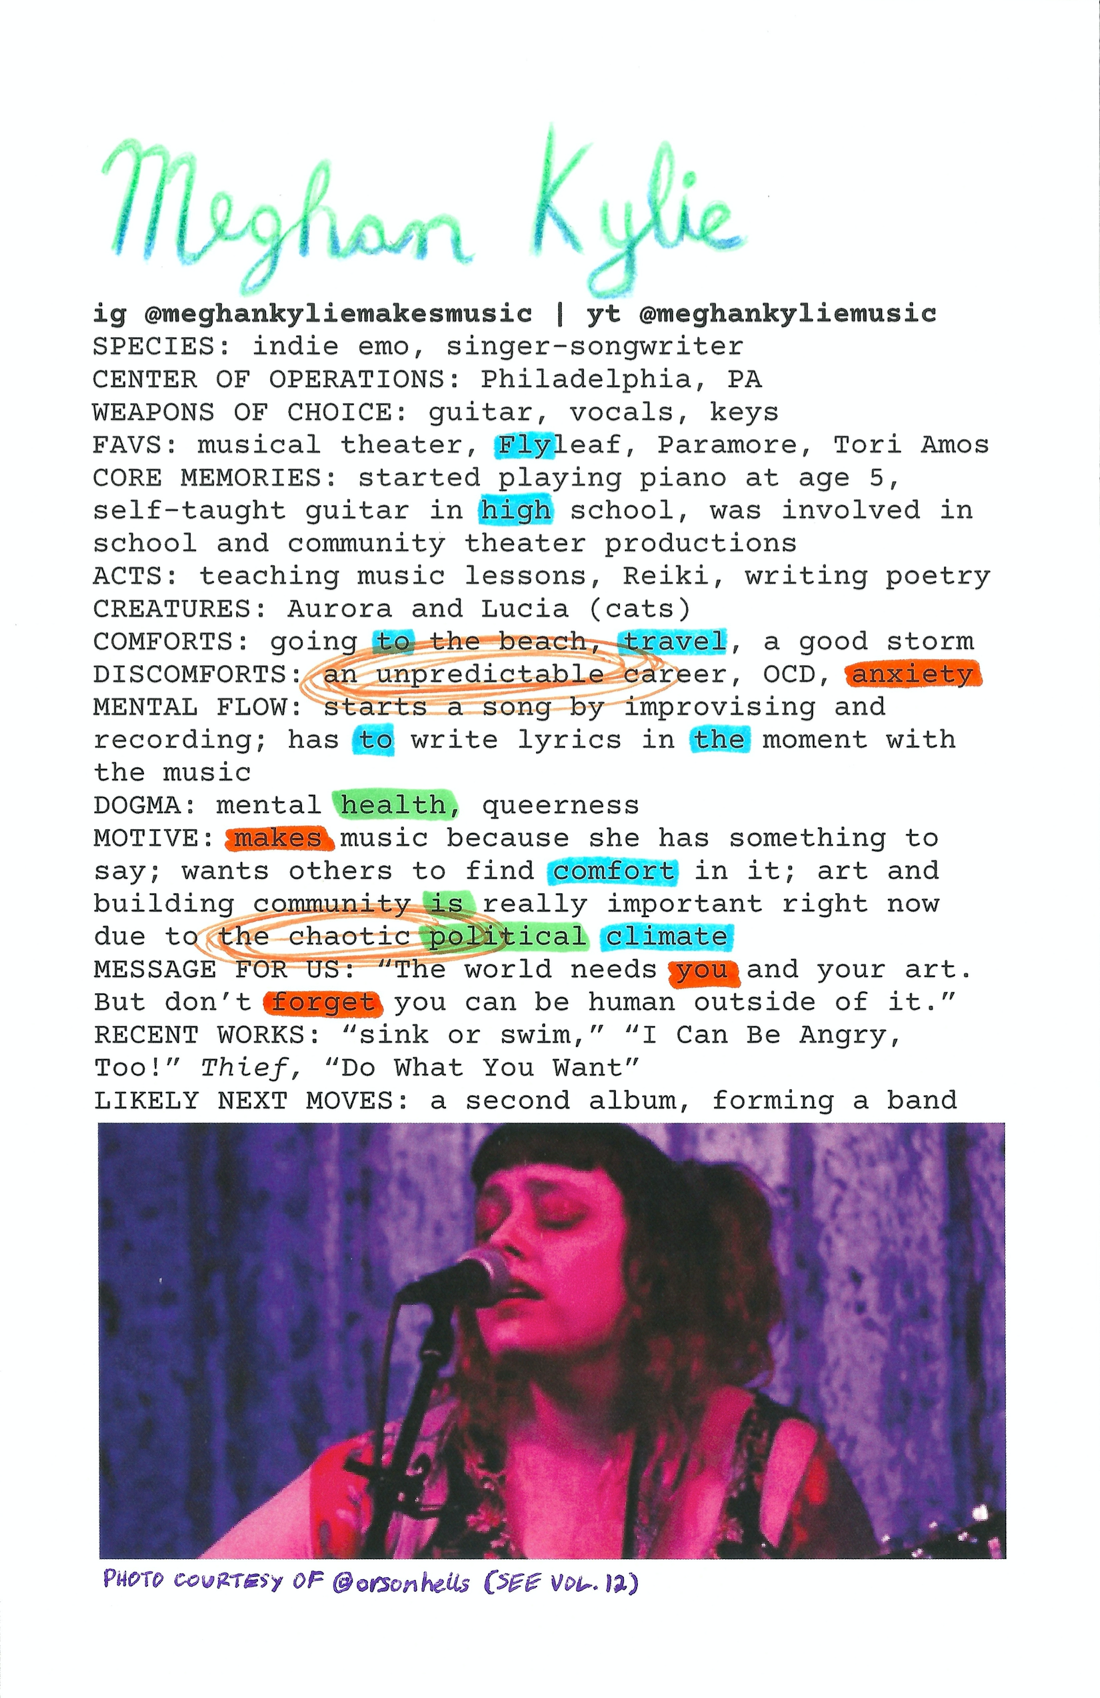 Meghan Kylie
ig @meghankyliemakesmusic | yt @meghankyliemusic
SPECIES: indie emo, singer-songwriter
CENTER OF OPERATIONS: Philadelphia, PA
WEAPONS OF CHOICE: guitar, vocals, keys
FAVS: musical theater, Flyleaf, Paramore, Tori Amos
CORE MEMORIES: started playing piano at age 5,
self-taught guitar in high school, was involved in
school and community theater productions
ACTS: teaching music lessons, Reiki, writing poetry
CREATURES: Aurora and Lucia (cats)
COMFORTS: going to the beach, travel, a good storm
DISCOMFORTS: an unpredictable career, OCD, anxiety
MENTAL FLOW: starts a song by improvising and
recording; has to write lyrics in the moment with
the music
DOGMA: mental health, queerness
MOTIVE: makes music because she has something to
say; wants others to find comfort in it; art and
building community is really important right now
due to the chaotic political climate
MESSAGE FOR US: “The world needs you and your art.
But don’t forget you can be human outside of it.”
RECENT WORKS: “sink or swim,” “I Can Be Angry,
Too!” Thief, “Do What You Want”
LIKELY NEXT MOVES: a second album, forming a band
PHOTO COURTESY OF @orsonhells (SEE VOL. 12)